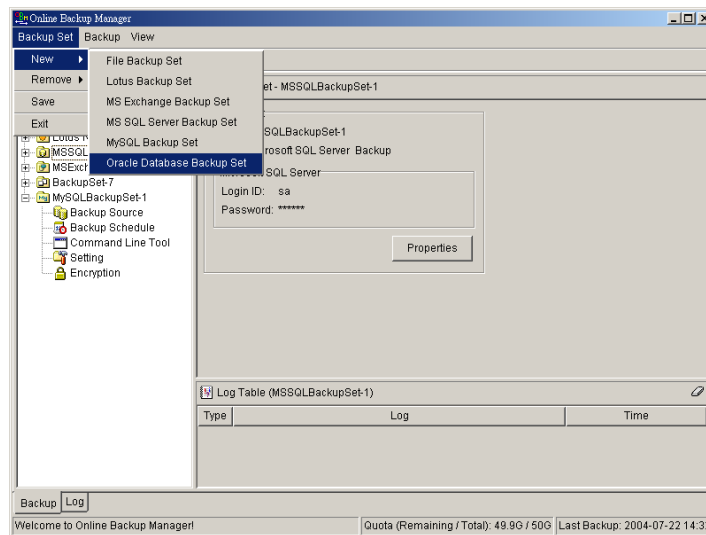 Online Backup Manager
Backup Set Backup View
New
Remove
Save
Exit
File Backup Set
Lotus Backup Set
MS Exchange Backup Set
MS SQL Server Backup Set
MySQL Backup Set
Oracle Database Backup Set
- MSSQLBackupSet-1
SQLBackupSet-1
Backup
SQL Server
Login ID: sa
Password: ******
Properties
BackupSet-7
MySQLBackupSet-1
Backup Source
Backup Schedule
Command Line Tool
Setting
Encryption
Log Table (MSSQLBackupSet-1)
Type Log Time
Backup Log
Welcome to Online Backup Manager!
Quota (Remaining / Total): 49.9G / 50G
Last Backup: 2004-07-22 14:3